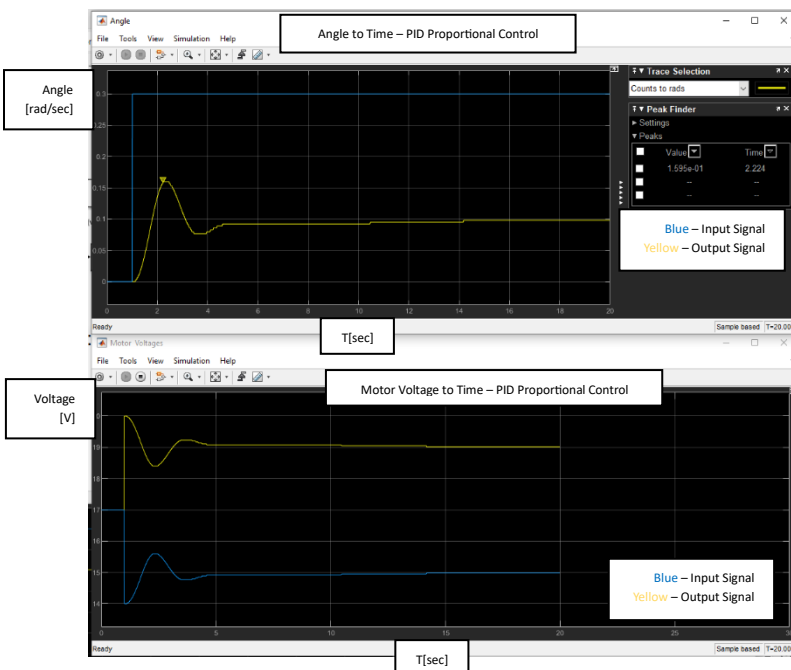 Angle
Angle to Time – PID Proportional Control
File Tools View Simulation Help
Angle
[rad/sec]
Trace Selection
Counts to rads
Peak Finder
Settings
Peaks
Value Time
1.595e-01 2.224
--
--
--
--
0.3
0.25
0.2
0.15
0.1
0.05
0
0 2 4 6 8 10 12 14 16 18 20
Blue – Input Signal
Yellow – Output Signal
Ready
Sample based T=20.00
T[sec]
Motor Voltages
File Tools View Simulation Help
Motor Voltage to Time – PID Proportional Control
Voltage
[V]
19
17
15
14
0 5 10 15 20 25
Blue – Input Signal
Yellow – Output Signal
Ready
Sample based T=20.00
T[sec]